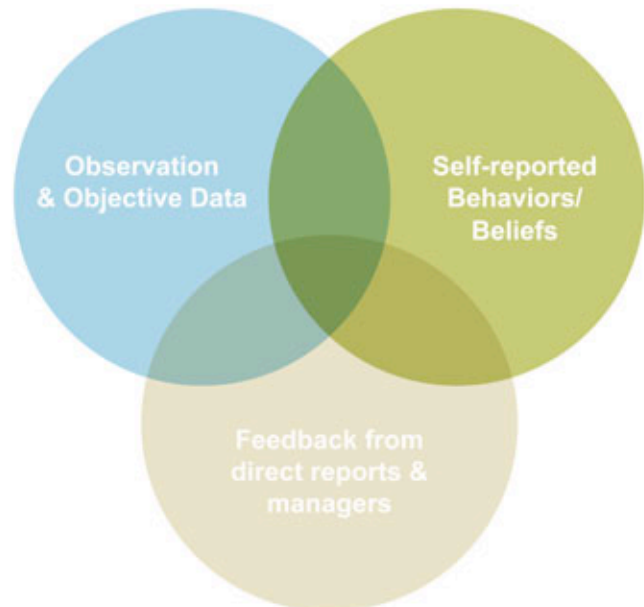 Observation
& Objective Data
Self-reported
Behaviors/
Beliefs
Feedback from
direct reports &
managers